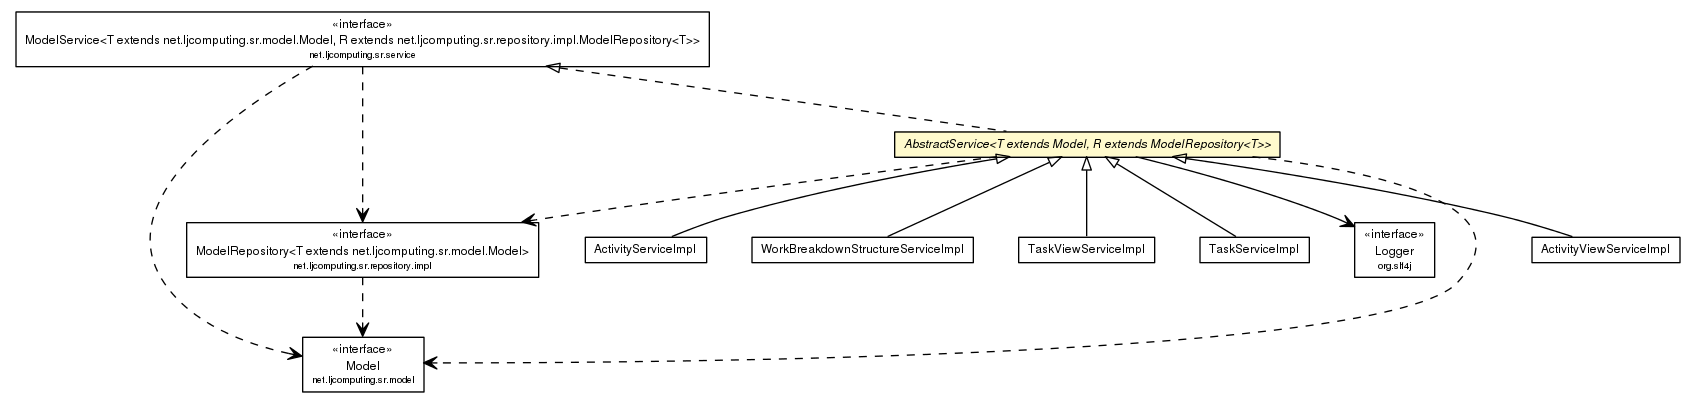 «interface»
ModelService<T extends net.ljcomputing.sr.model.Model, R extends net.ljcomputing.sr.repository.impl.ModelRepository<T>>
net.ljcomputing.sr.service
AbstractService<T extends Model, R extends ModelRepository<T>>
«interface»
ModelRepository<T extends net.ljcomputing.sr.model.Model>
net.ljcomputing.sr.repository.impl
ActivityServiceImpl
WorkBreakdownStructureServiceImpl
TaskViewServiceImpl
TaskServiceImpl
«interface»
Logger
org.slf4j
ActivityViewServiceImpl
«interface»
Model
net.ljcomputing.sr.model